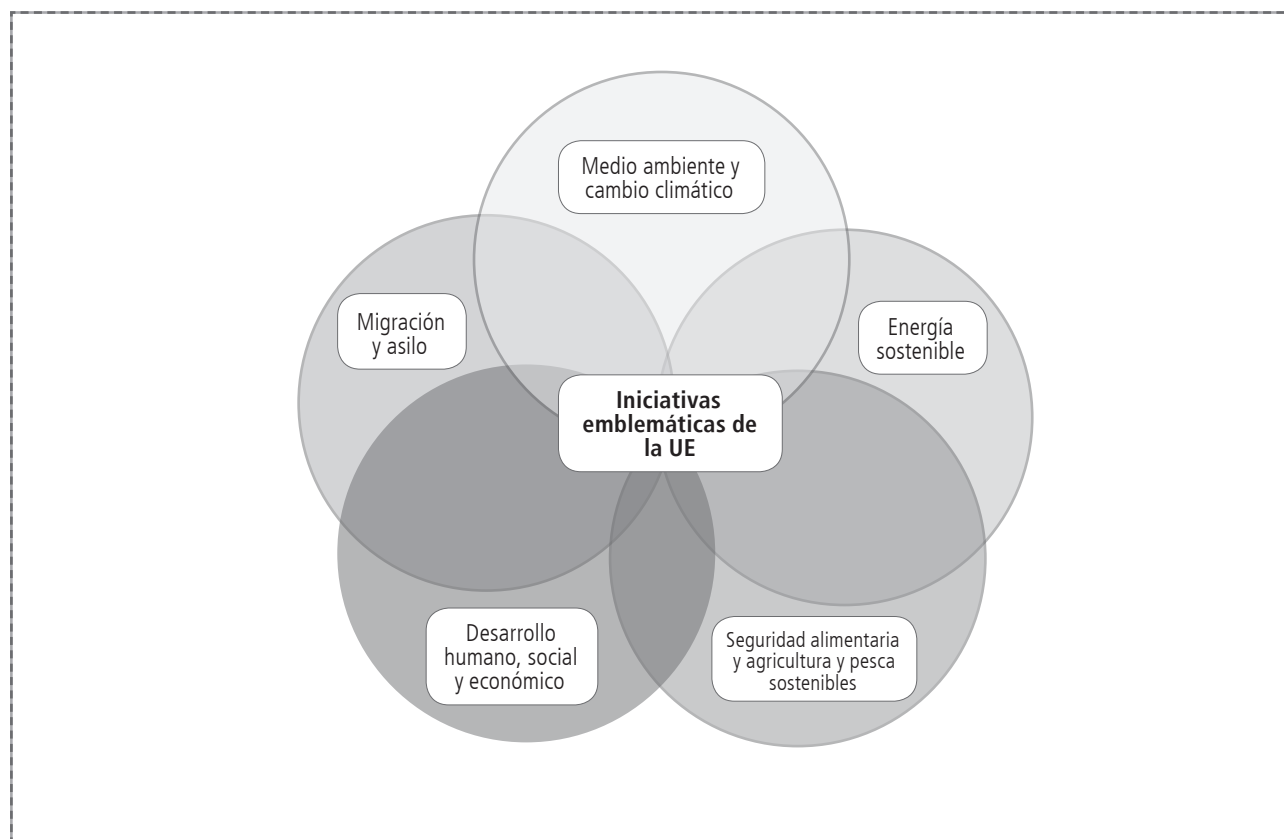 Medio ambiente y
cambio climático
Migración
y asilo
Energía
sostenible
Iniciativas
emblemáticas de
la UE
Desarrollo
humano, social
y económico
Seguridad alimentaria
y agricultura y pesca
sostenibles